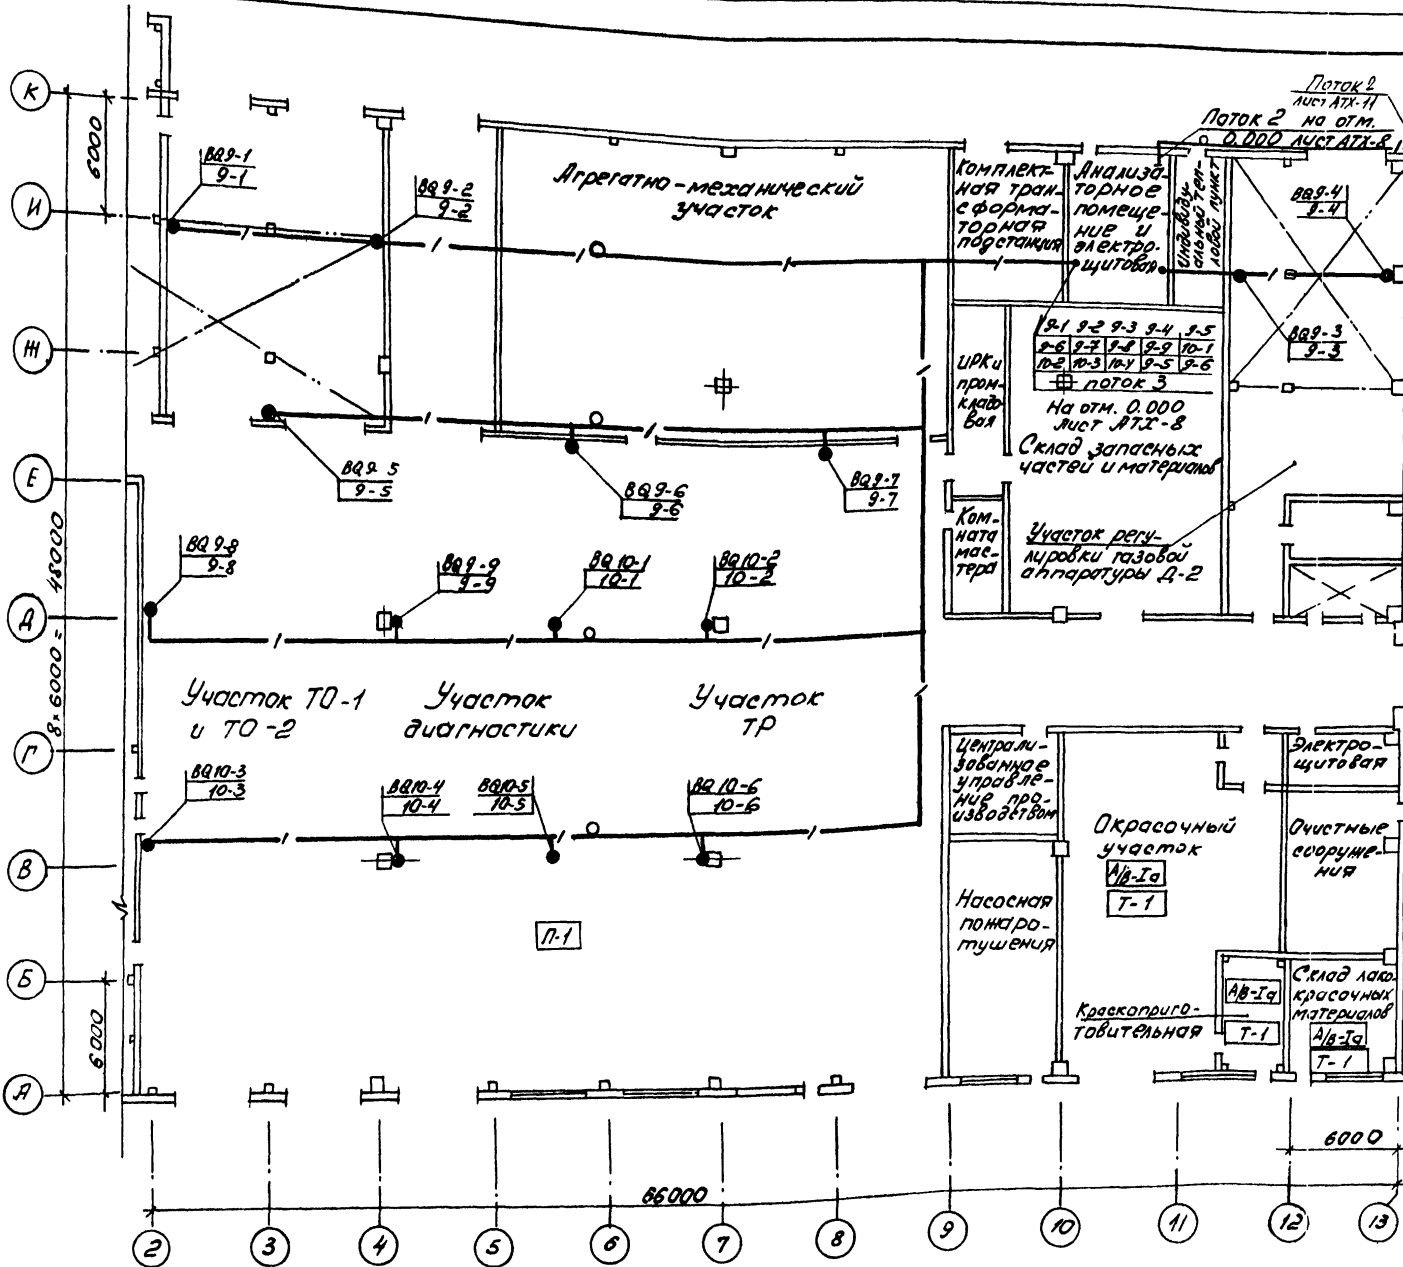 Поток 2
лист АТХ-11
Поток 2 на отм.
0.000 лист АТХ-8
К
6000
BQ9-1
9-1
BQ9-2
9-2
Агрегатно-механический
участок
Комплект-
ная тран-
сформа-
торная
подстанция
Анализа-
торное
помеще-
ние и
электро-
щитовая
Индивиду-
альный теп-
ловой пункт
BQ9-4
9-4
И
BQ9-3
9-3
Ж
9-1 9-2 9-3 9-4 9-5
9-6 9-7 9-8 9-9 10-1
10-2 10-3 10-4 9-5 9-6
поток 3
На отм. 0.000
лист АТХ-8
ИРК и
пром-
кладо-
вая
Склад запасных
частей и материалов
BQ9-5
9-5
BQ9-6
9-6
BQ9-7
9-7
Е
Ком-
ната
мас-
тера
Участок регу-
лировки газовой
аппаратуры Д-2
BQ9-8
9-8
BQ9-9
9-9
BQ10-1
10-1
BQ10-2
10-2
Д
8×6000=48000
Участок ТО-1
и ТО-2
Участок
диагностики
Участок
ТР
Г
BQ10-3
10-3
BQ10-4
10-4
BQ10-5
10-5
BQ10-6
10-6
Централи-
зованное
управле-
ние про-
изводством
Электро-
щитовая
Окрасочный
участок
А/В-Iа
Т-1
Очистные
сооруже-
ния
В
Насосная
пожаро-
тушения
П-1
Б
6000
Краскоприго-
товительная
А/В-Iа
Т-1
Склад лако-
красочных
материалов
А/В-Iа
Т-1
А
6000
66000
2 3 4 5 6 7 8 9 10 11 12 13